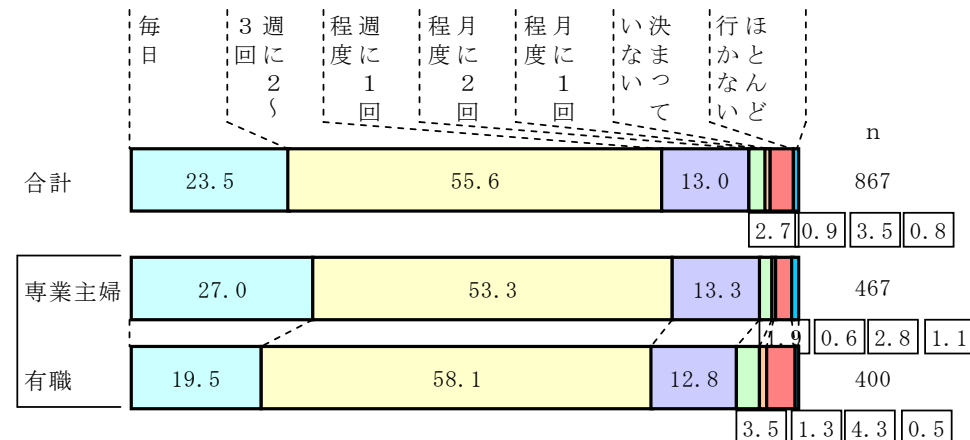 毎日
週に2～3回
週に1回程度
月に2回程度
月に1回程度
決まっていない
ほとんど行かない
n
合計 23.5 55.6 13.0 867
2.7 0.9 3.5 0.8
専業主婦 27.0 53.3 13.3 467
1.9 0.6 2.8 1.1
有職 19.5 58.1 12.8 400
3.5 1.3 4.3 0.5